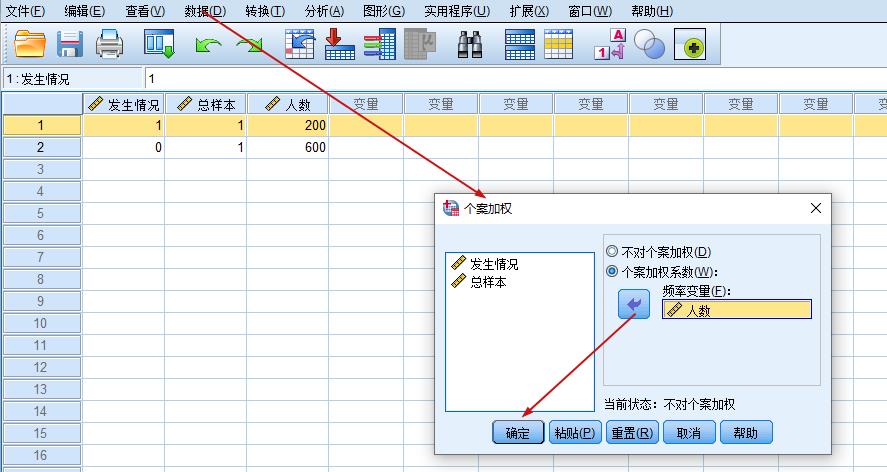 文件(F) 编辑(E) 查看(V) 数据(D) 转换(T) 分析(A) 图形(G) 实用程序(U) 扩展(X) 窗口(W) 帮助(H)
1 A
1:发生情况 1
发生情况 总样本 人数 变量 变量 变量 变量 变量 变量 变量
1 1 1 200
2 0 1 600
3
4
5
6
7
8
9
10
11
12
13
14
15
16
个案加权
发生情况
总样本
不对个案加权(D)
个案加权系数(W):
频率变量(F):
人数
当前状态: 不对个案加权
确定 粘贴(P) 重置(R) 取消 帮助